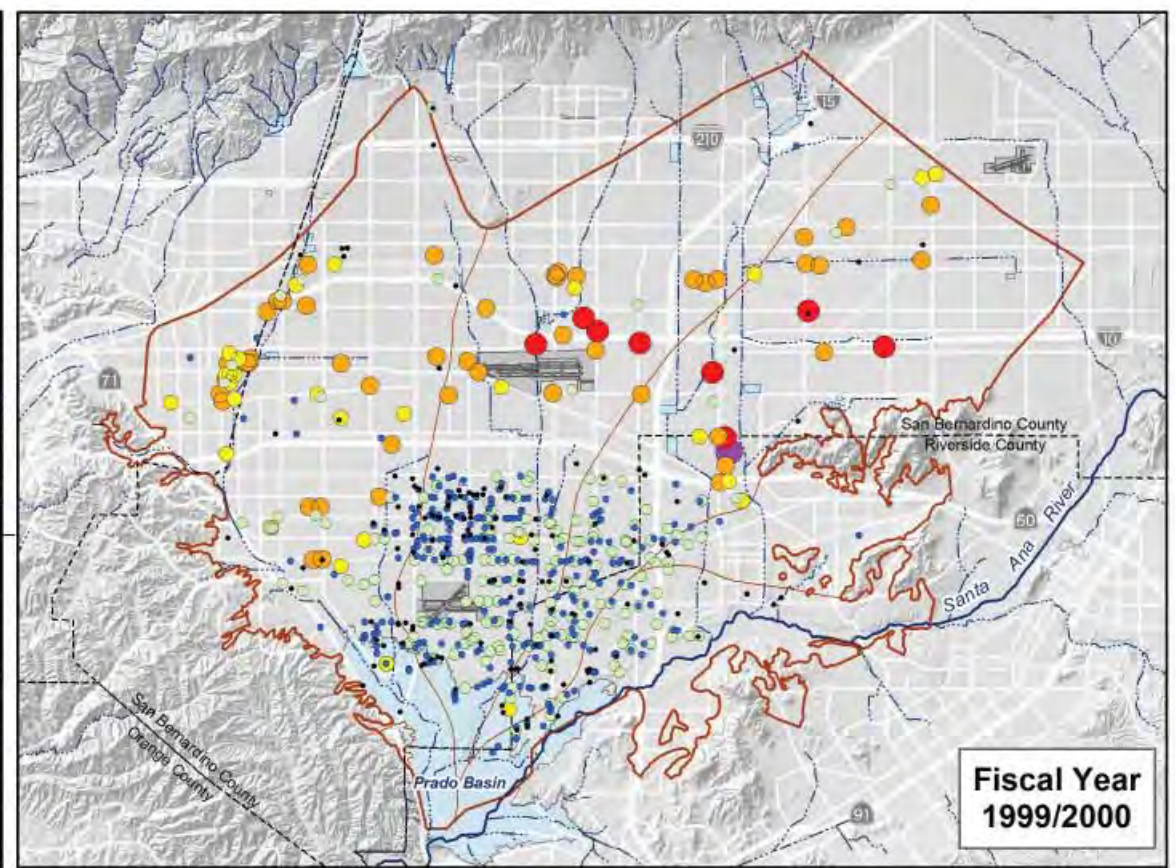 15
210
10
71
San Bernardino County
Riverside County
60
Santa Ana River
San Bernardino County
Orange County
Prado Basin
91
Fiscal Year
1999/2000